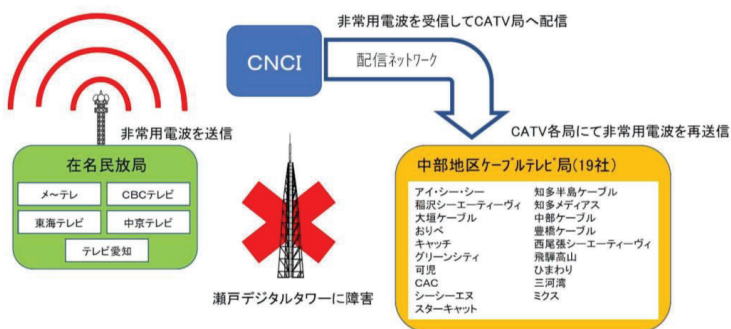 非常用電波を受信してCATV局へ配信
CNCI
配信ネットワーク
非常用電波を送信
CATV各局にて非常用電波を再送信
在名民放局
メ~テレ
CBCテレビ
東海テレビ
中京テレビ
テレビ愛知
瀬戸デジタルタワーに障害
中部地区ケーブルテレビ局(19社)
アイ・シー・シー
稲沢シーエーティーヴィ
大垣ケーブル
おりべ
キャッチ
グリーンシティ
可児
CAC
シーシーエヌ
スターキャット
知多半島ケーブル
知多メディアス
中部ケーブル
豊橋ケーブル
西尾張シーエーティーヴィ
飛騨高山
ひまわり
三河湾
ミクス